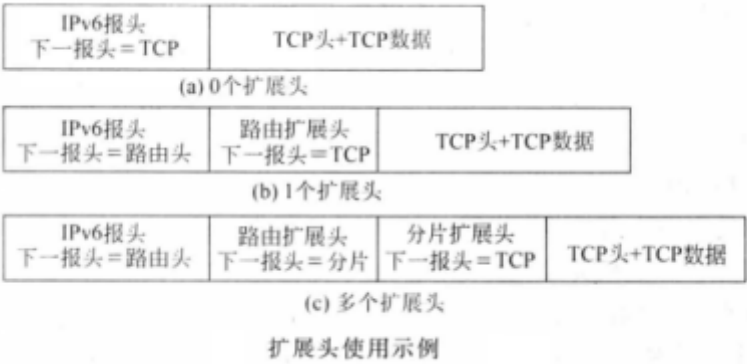 IPv6报头
下一报头=TCP
TCP头+TCP数据
(a) 0个扩展头
IPv6报头
下一报头=路由头
路由扩展头
下一报头=TCP
TCP头+TCP数据
(b) 1个扩展头
IPv6报头
下一报头=路由头
路由扩展头
下一报头=分片
分片扩展头
下一报头=TCP
TCP头+TCP数据
(c) 多个扩展头
扩展头使用示例